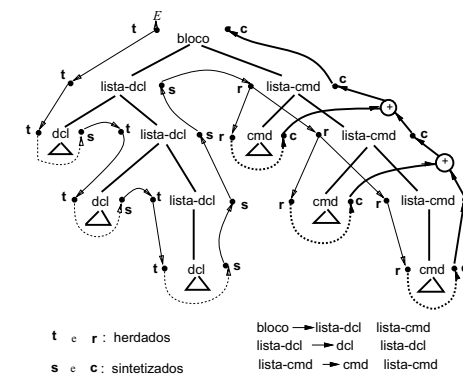 E
t c
bloco
t c
lista-dcl s r lista-cmd
+
t dcl s t lista-dcl s r cmd c r lista-cmd c
+
t dcl s t lista-dcl s r cmd c r lista-cmd
t dcl s r cmd c
t e r : herdados
s e c : sintetizados
bloco → lista-dcl lista-cmd
lista-dcl → dcl lista-dcl
lista-cmd → cmd lista-cmd